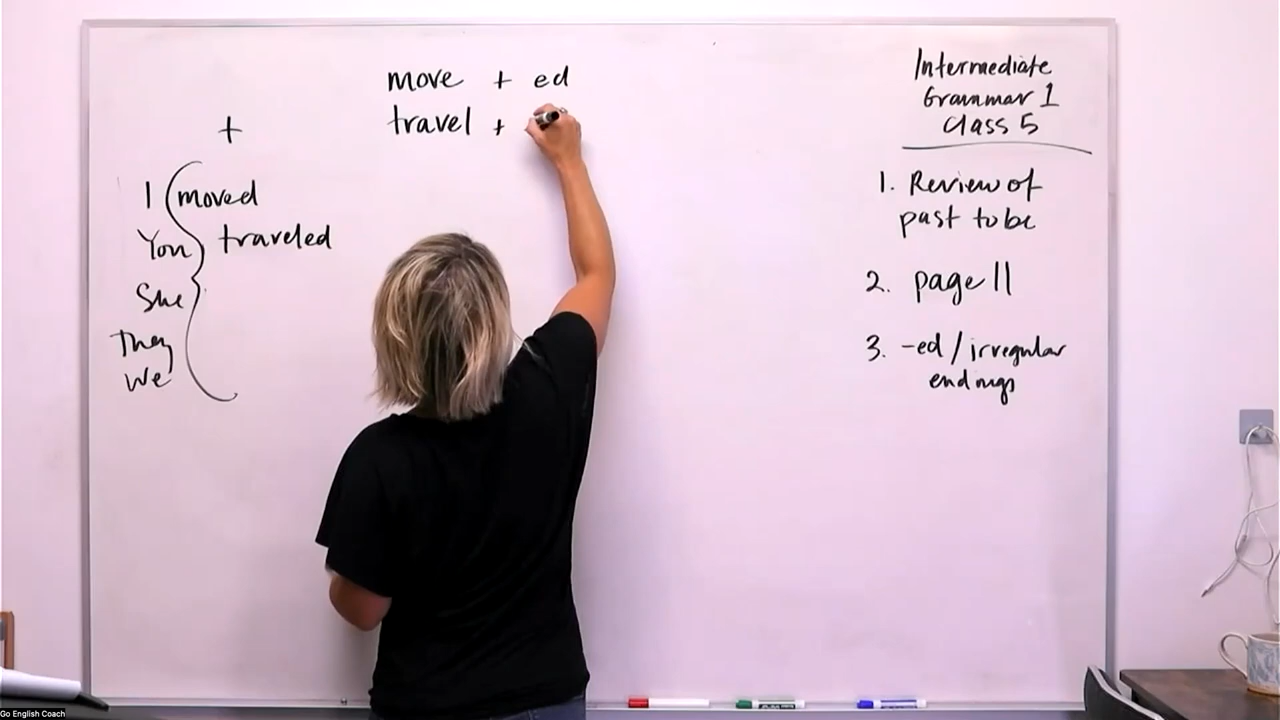 move + ed
travel +
+
I moved
You traveled
She
They
We
Intermediate
Grammar 1
Class 5
1. Review of
past to be
2. page 11
3. -ed / irregular
endings
Go English Coach